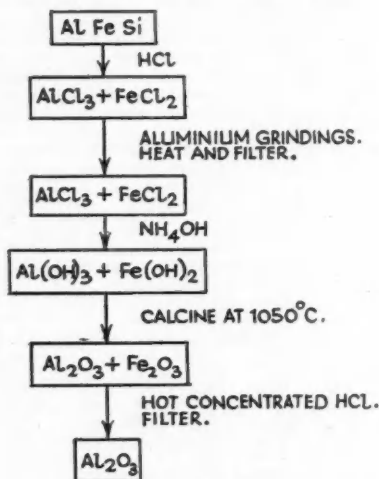 Al Fe Si
HCl
AlCl₃ + FeCl₂
ALUMINIUM GRINDINGS.
HEAT AND FILTER.
AlCl₃ + FeCl₂
NH₄OH
Al(OH)₃ + Fe(OH)₂
CALCINE AT 1050°C.
Al₂O₃ + Fe₂O₃
HOT CONCENTRATED HCl.
FILTER.
Al₂O₃